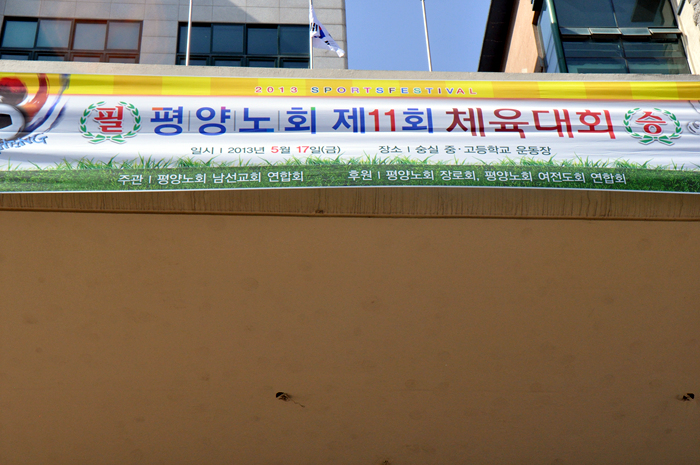 2013 SPORTSFESTIVAL
필 평양노회 제11회 체육대회 승
일시 | 2013년 5월 17일(금) 장소 | 숭실 중·고등학교 운동장
주관 | 평양노회 남선교회 연합회 후원 | 평양노회 장로회, 평양노회 여전도회 연합회